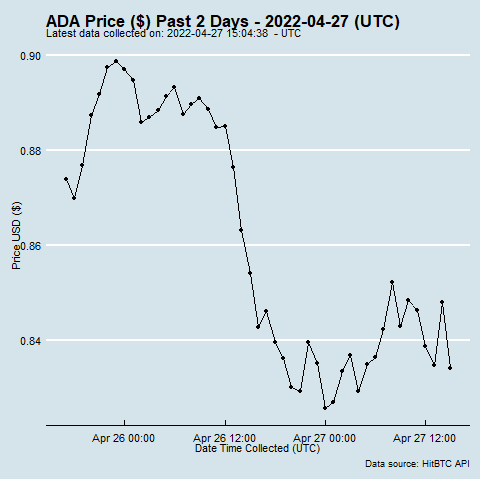 ADA Price ($) Past 2 Days - 2022-04-27 (UTC)
Latest data collected on: 2022-04-27 15:04:38 - UTC
0.90
0.88
0.86
0.84
Price USD ($)
Apr 26 00:00
Apr 26 12:00
Apr 27 00:00
Apr 27 12:00
Date Time Collected (UTC)
Data source: HitBTC API